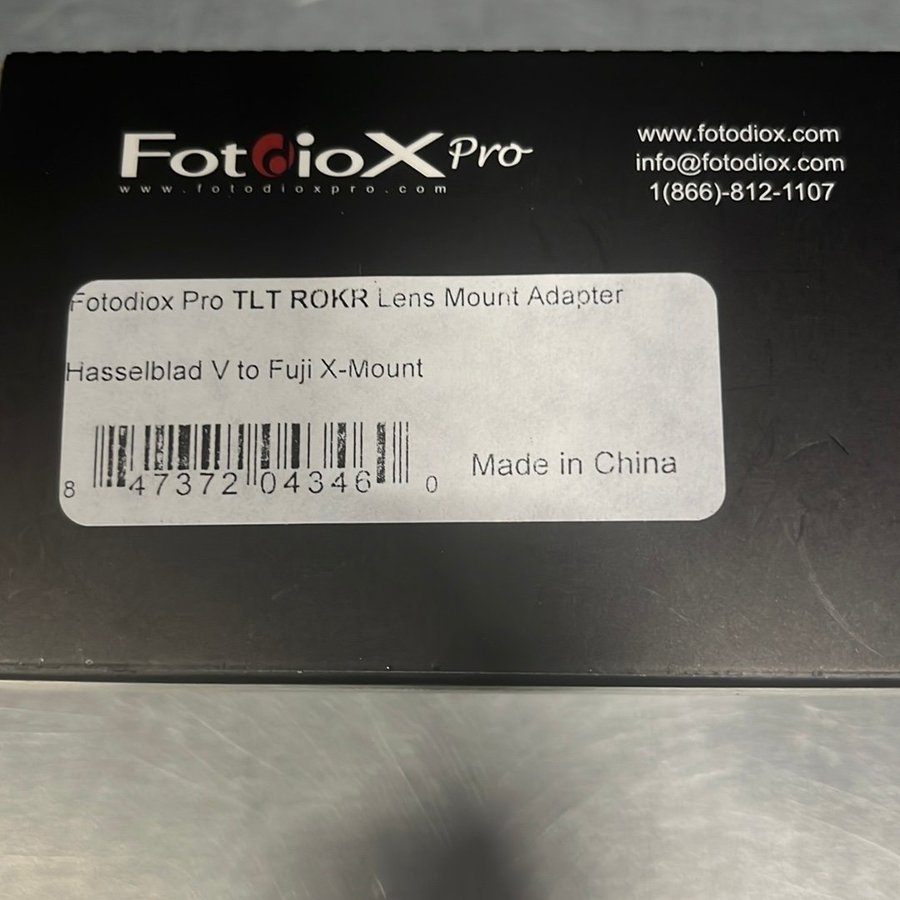 FotodioX Pro
www.fotodioxpro.com
www.fotodiox.com
info@fotodiox.com
1(866)-812-1107
Fotodiox Pro TLT ROKR Lens Mount Adapter
Hasselblad V to Fuji X-Mount
8 47372 04346 0
Made in China